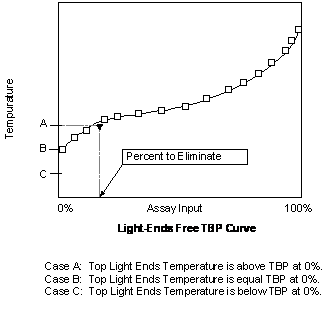 Tempurature
A
B
C
Percent to Eliminate
0%
Assay Input
100%
Light-Ends Free TBP Curve
Case A: Top Light Ends Temperature is above TBP at 0%.
Case B: Top Light Ends Temperature is equal TBP at 0%.
Case C: Top Light Ends Temperature is below TBP at 0%.